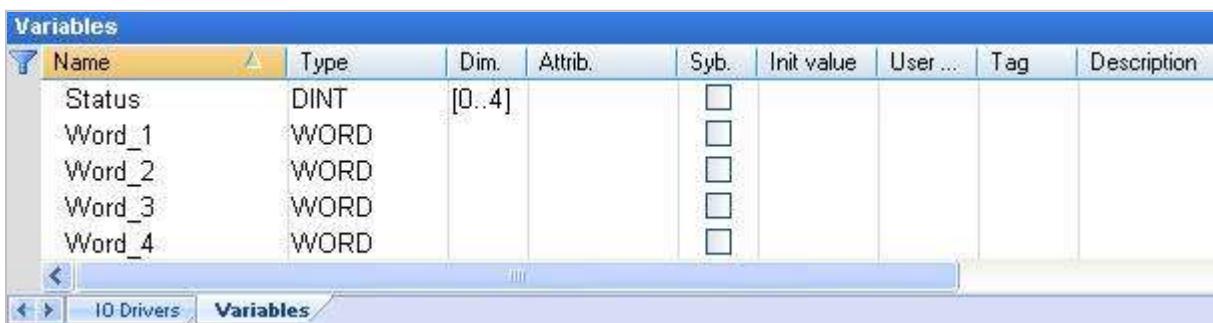 Variables
Name Type Dim. Attrib. Syb. Init value User ... Tag Description
Status DINT [0..4]
Word_1 WORD
Word_2 WORD
Word_3 WORD
Word_4 WORD
IO Drivers Variables